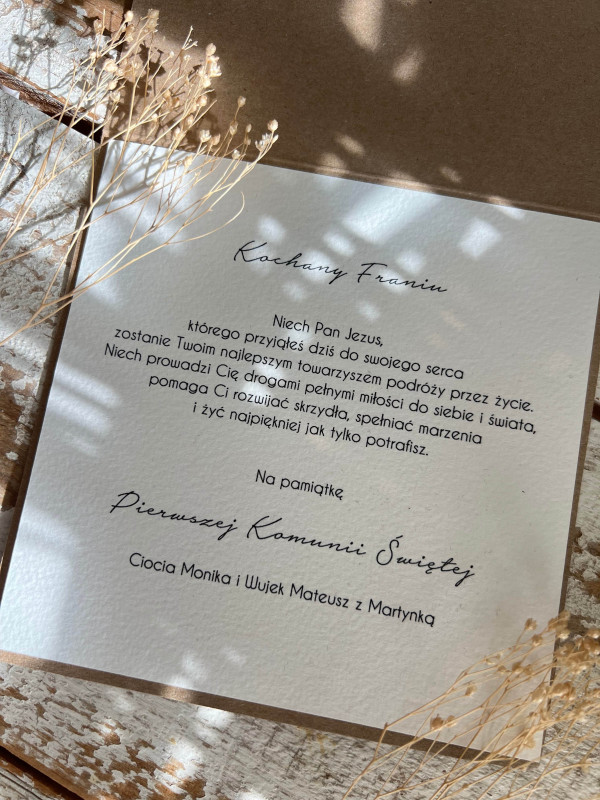 Kochany Franiu
Niech Pan Jezus,
którego przyjąłeś dziś do swojego serca
zostanie Twoim najlepszym towarzyszem podróży przez życie.
Niech prowadzi Cię drogami pełnymi miłości do siebie i świata,
pomaga Ci rozwijać skrzydła, spełniać marzenia
i żyć najpiękniej jak tylko potrafisz.
Na pamiątkę
Pierwszej Komunii Świętej
Ciocia Monika i Wujek Mateusz z Martynką